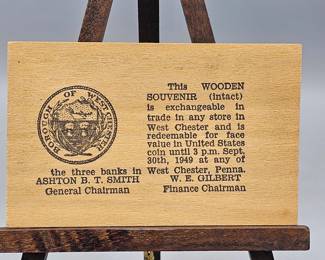 BOROUGH OF WEST CHESTER
This WOODEN
SOUVENIR (intact)
is exchangeable in
trade in any store in
West Chester and is
redeemable for face
value in United States
coin until 3 p.m. Sept.
30th, 1949 at any of
the three banks in West Chester, Penna.
ASHTON B. T. SMITH W. E. GILBERT
General Chairman Finance Chairman